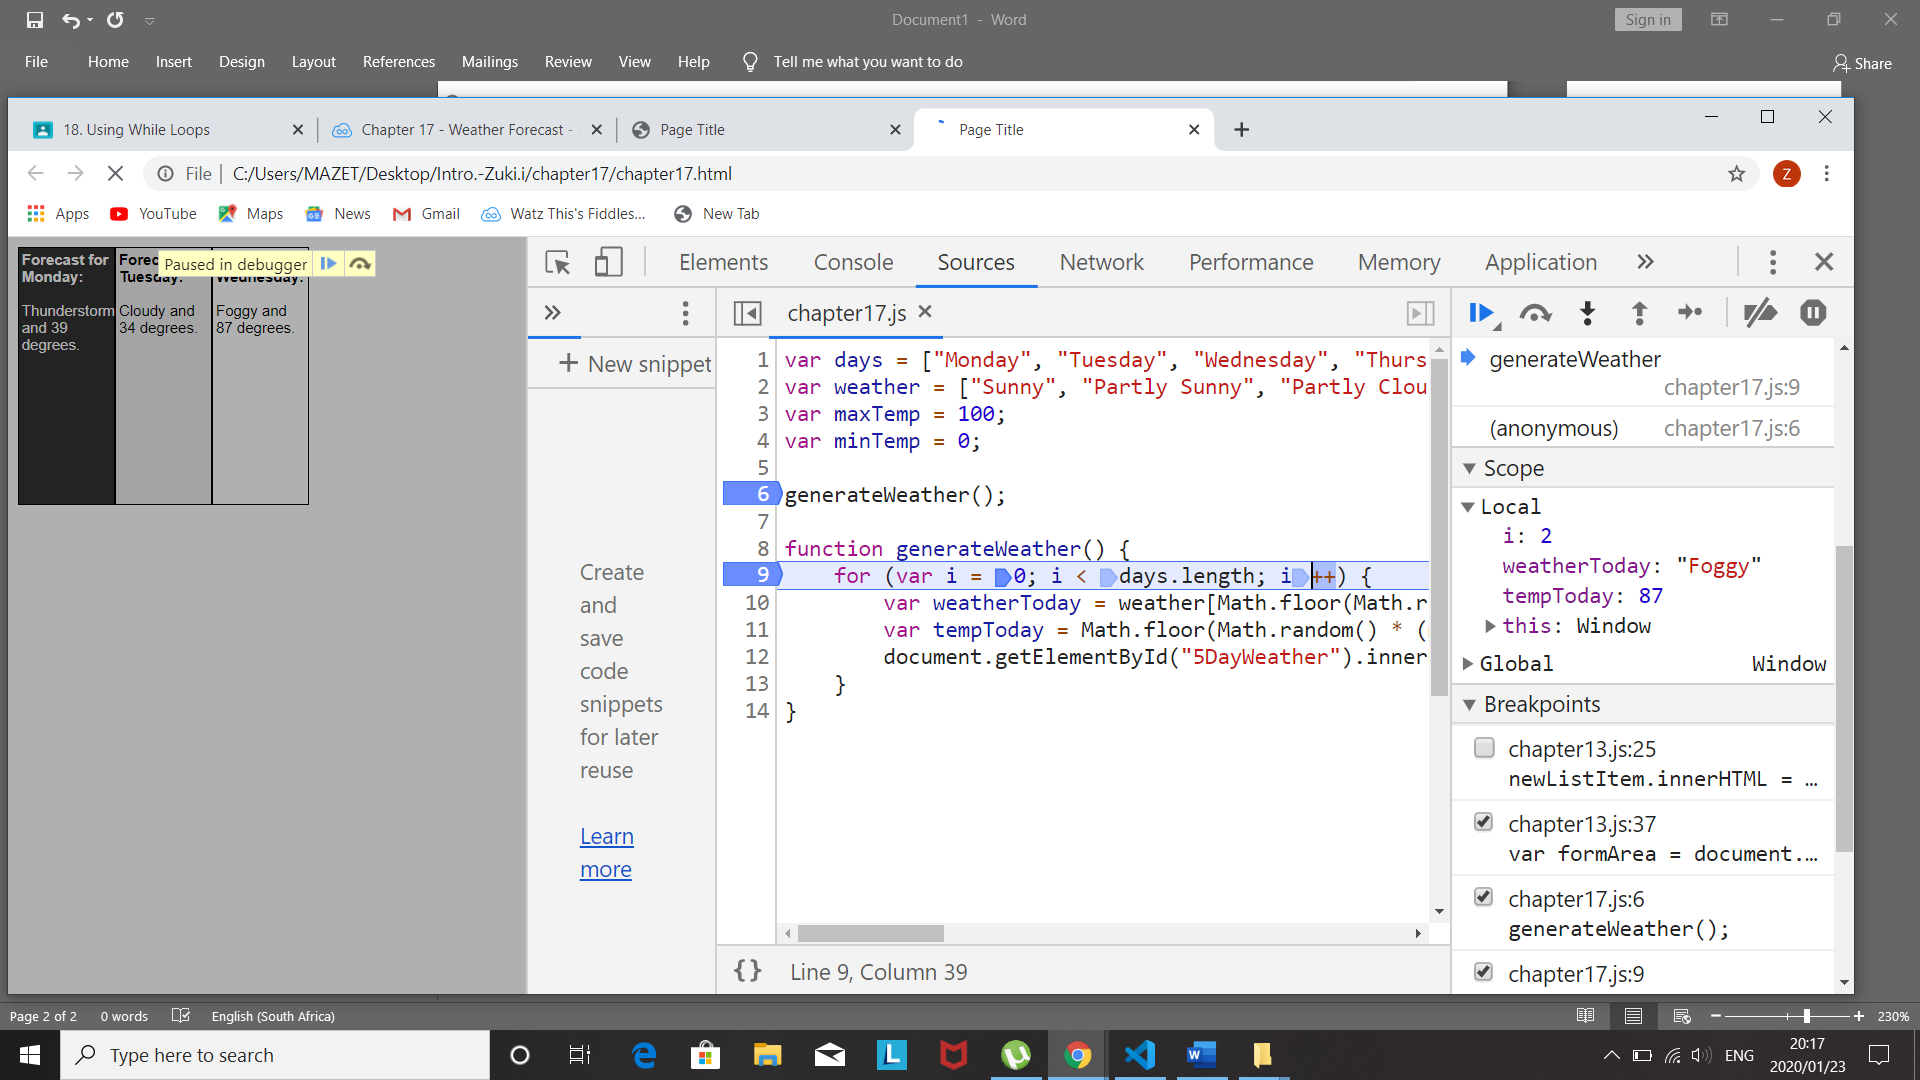 Document1 - Word
Sign in
File Home Insert Design Layout References Mailings Review View Help Tell me what you want to do
Share
18. Using While Loops
Chapter 17 - Weather Forecast -
Page Title
Page Title
File C:/Users/MAZET/Desktop/Intro.-Zuki.i/chapter17/chapter17.html
Z
Apps YouTube Maps News Gmail Watz This's Fiddles... New Tab
Forecast for
Monday:
Thunderstorm
and 39
degrees.
Tuesday:
Cloudy and
34 degrees.
Wednesday:
Foggy and
87 degrees.
Paused in debugger
Elements Console Sources Network Performance Memory Application
New snippet
Create
and
save
code
snippets
for later
reuse
Learn
more
chapter17.js
1 var days = ["Monday", "Tuesday", "Wednesday", "Thurs
2 var weather = ["Sunny", "Partly Sunny", "Partly Clou
3 var maxTemp = 100;
4 var minTemp = 0;
5
6 generateWeather();
7
8 function generateWeather() {
9 for (var i = 0; i < days.length; i++) {
10 var weatherToday = weather[Math.floor(Math.r
11 var tempToday = Math.floor(Math.random() * (
12 document.getElementById("5DayWeather").inner
13 }
14 }
{} Line 9, Column 39
generateWeather
chapter17.js:9
(anonymous) chapter17.js:6
Scope
Local
i: 2
weatherToday: "Foggy"
tempToday: 87
this: Window
Global Window
Breakpoints
chapter13.js:25
newListItem.innerHTML = …
chapter13.js:37
var formArea = document.…
chapter17.js:6
generateWeather();
chapter17.js:9
Page 2 of 2 0 words English (South Africa)
230%
Type here to search
L
ENG
20:17
2020/01/23